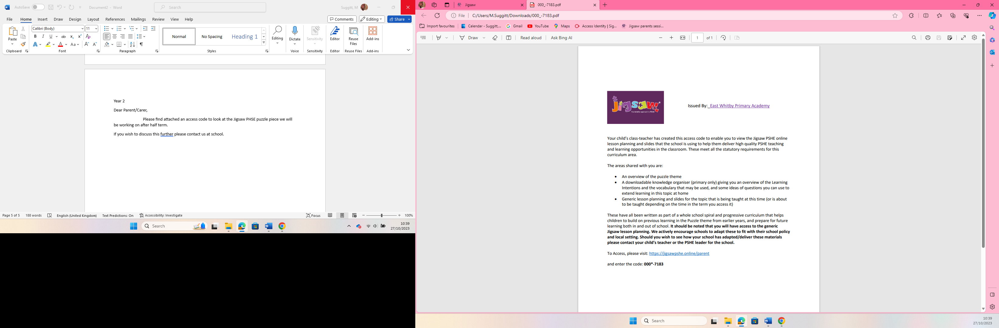 AutoSave
Document2 - Word
Search
Suggitt, M
File Home Insert Draw Design Layout References Mailings Review View Help
Comments Editing Share
Paste
Clipboard
Calibri (Body) 11
Font
Paragraph
Normal No Spacing Heading 1
Styles
Editing
Dictate
Voice
Sensitivity
Sensitivity
Editor
Editor
Reuse
Files
Reuse Files
Add-ins
Add-ins
Year 2
Dear Parent/Carer,
Please find attached an access code to look at the Jigsaw PHSE puzzle piece we will
be working on after half term.
If you wish to discuss this further please contact us at school.
Page 5 of 5 188 words English (United Kingdom) Text Predictions: On Accessibility: Investigate Focus 100%
Search
10:39
27/10/2023
Jigsaw
000_-7183.pdf
File C:/Users/M.Suggitt/Downloads/000_-7183.pdf
Import favourites Calendar - Suggitt,... Gmail YouTube Maps Access Identity | Sig... Jigsaw parents sessi...
Draw Read aloud Ask Bing AI 1 of 1
jigsaw
The mindful approach to PSHE
Issued By: East Whitby Primary Academy
Your child’s class-teacher has created this access code to enable you to view the Jigsaw PSHE online
lesson planning and slides that the school is using to help them deliver high quality PSHE teaching
and learning opportunities in the classroom. These meet all the statutory requirements for this
curriculum area.
The areas shared with you are:
• An overview of the puzzle theme
• A downloadable knowledge organiser (primary only) giving you an overview of the Learning
Intentions and the vocabulary that may be used, and some ideas of questions you can use to
extend learning in this topic at home
• Generic lesson planning and slides for the topic that is being taught at this time (or is about
to be taught depending on the time in the term you access it)
These have all been written as part of a whole school spiral and progressive curriculum that helps
children to build on previous learning in the Puzzle theme from earlier years, and prepare for future
learning both in and out of school. It should be noted that you will have access to the generic
Jigsaw lesson planning. We actively encourage schools to adapt these to fit with their school policy
and local setting. Should you wish to see how your school has adapted/deliver these materials
please contact your child’s teacher or the PSHE leader for the school.
To Access, please visit: https://jigsawpshe.online/parent
and enter the code: 000*-7183
Search
10:39
27/10/2023